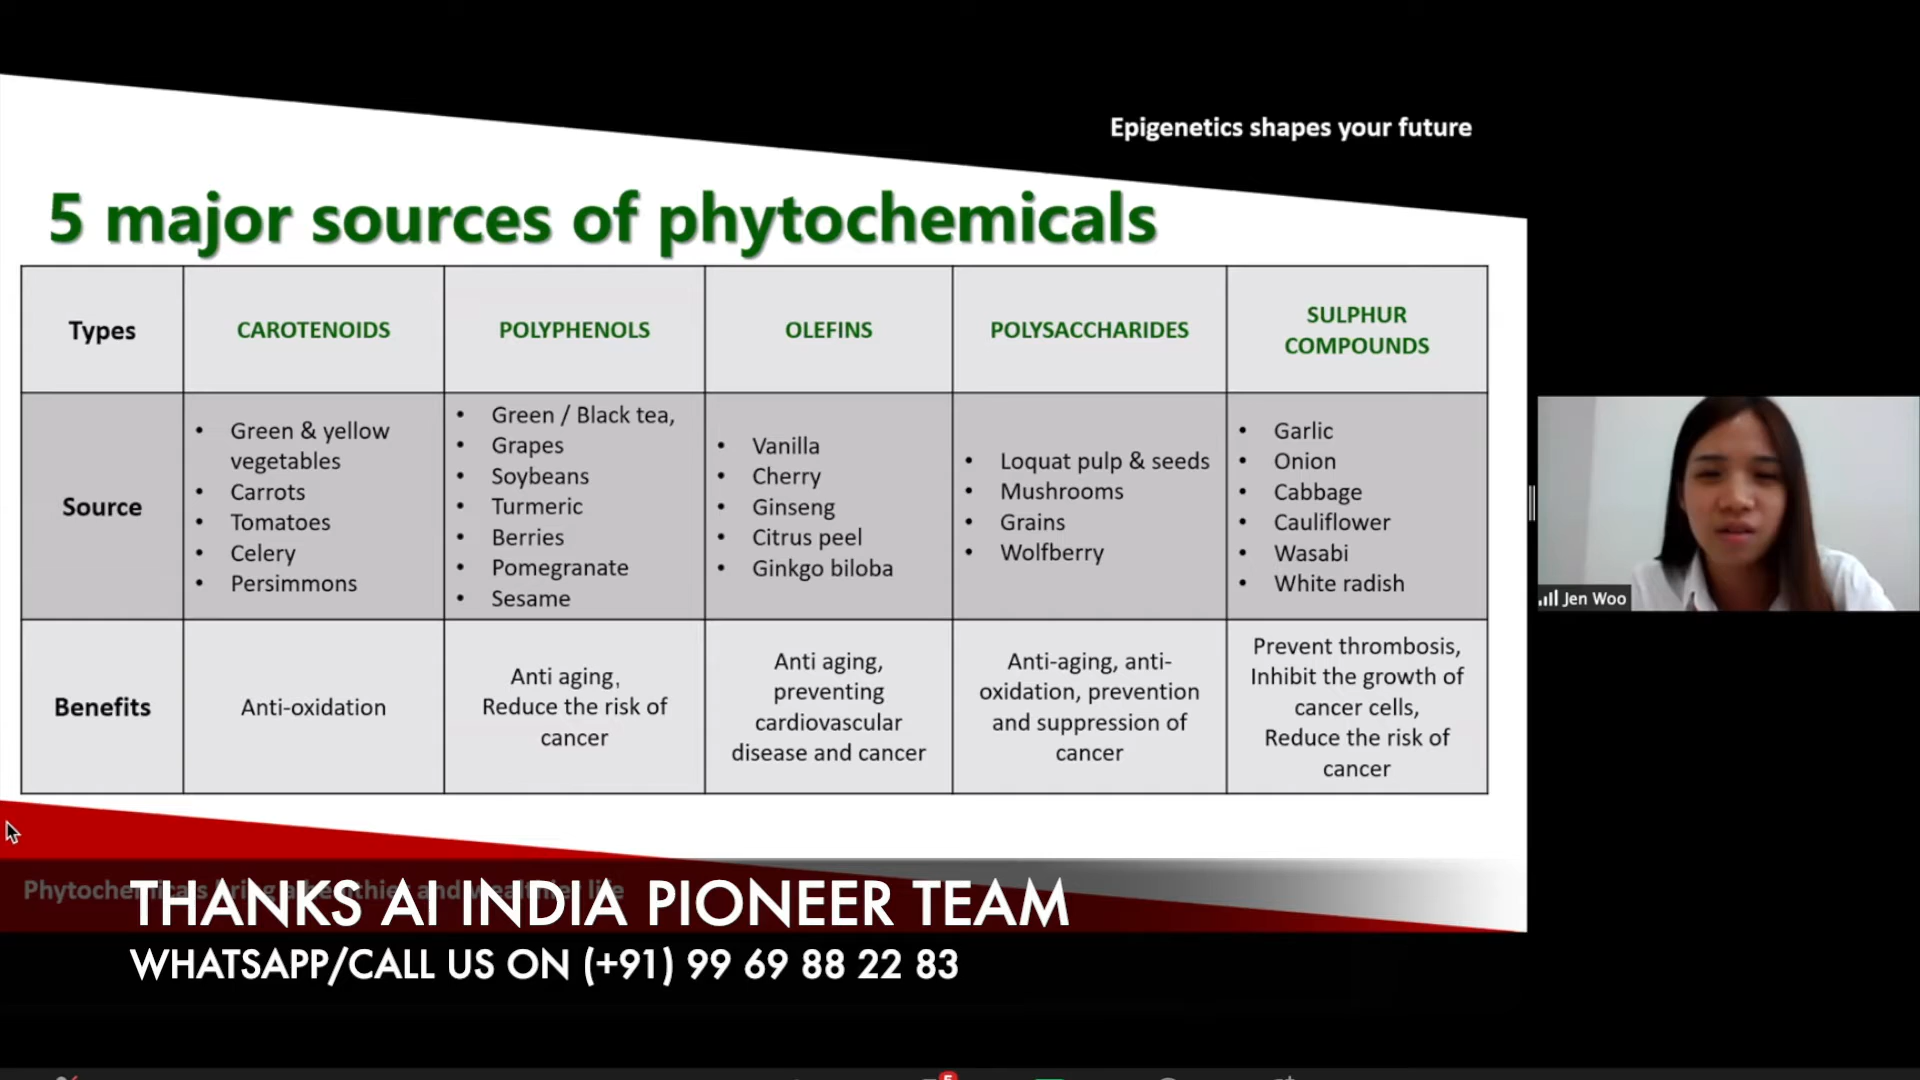 Epigenetics shapes your future
5 major sources of phytochemicals
Types
CAROTENOIDS
POLYPHENOLS
OLEFINS
POLYSACCHARIDES
SULPHUR
COMPOUNDS
Source
• Green & yellow
vegetables
• Carrots
• Tomatoes
• Celery
• Persimmons
• Green / Black tea,
• Grapes
• Soybeans
• Turmeric
• Berries
• Pomegranate
• Sesame
• Vanilla
• Cherry
• Ginseng
• Citrus peel
• Ginkgo biloba
• Loquat pulp & seeds
• Mushrooms
• Grains
• Wolfberry
• Garlic
• Onion
• Cabbage
• Cauliflower
• Wasabi
• White radish
Benefits
Anti-oxidation
Anti aging,
Reduce the risk of
cancer
Anti aging,
preventing
cardiovascular
disease and cancer
Anti-aging, anti-
oxidation, prevention
and suppression of
cancer
Prevent thrombosis,
Inhibit the growth of
cancer cells,
Reduce the risk of
cancer
Jen Woo
THANKS AI INDIA PIONEER TEAM
WHATSAPP/CALL US ON (+91) 99 69 88 22 83